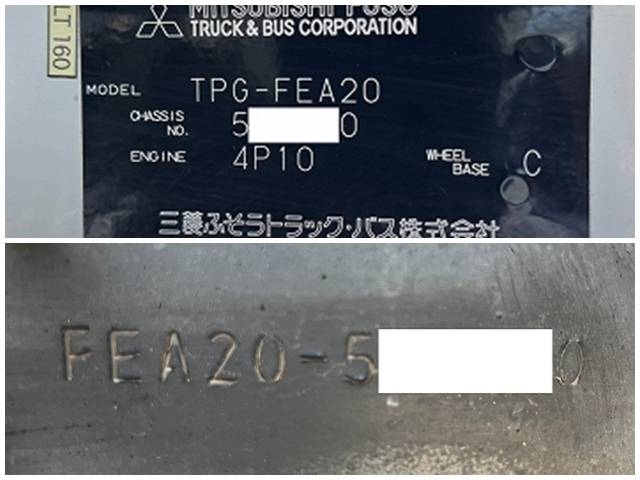 LT 160
MITSUBISHI FUSO
TRUCK & BUS CORPORATION
MODEL TPG-FEA20
CHASSIS NO. 5 0
ENGINE 4P10
WHEEL BASE C
三菱ふそうトラック・バス株式会社
FEA20-5 0